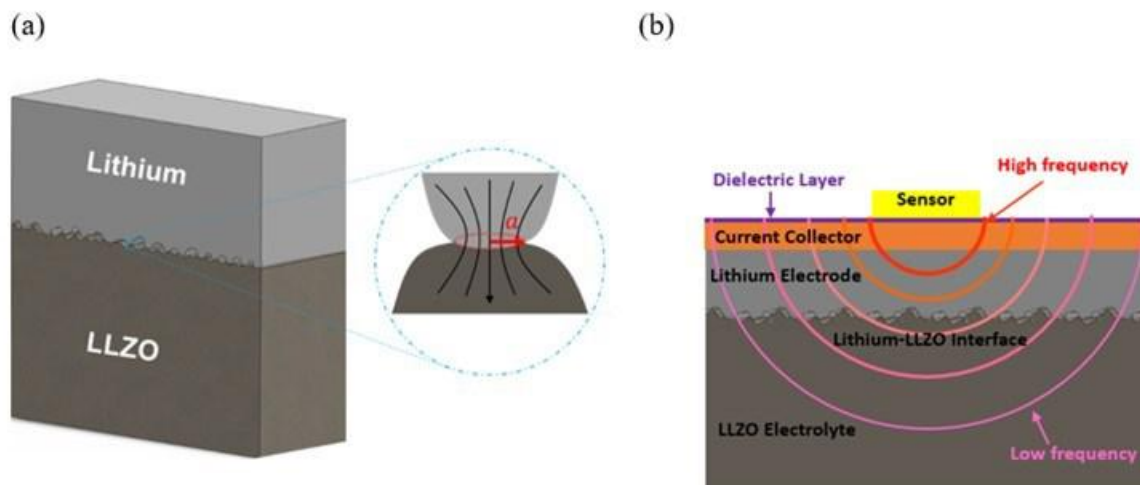 (a)
Lithium
LLZO
a
(b)
High frequency
Dielectric Layer
Sensor
Current Collector
Lithium Electrode
Lithium-LLZO Interface
LLZO Electrolyte
Low frequency